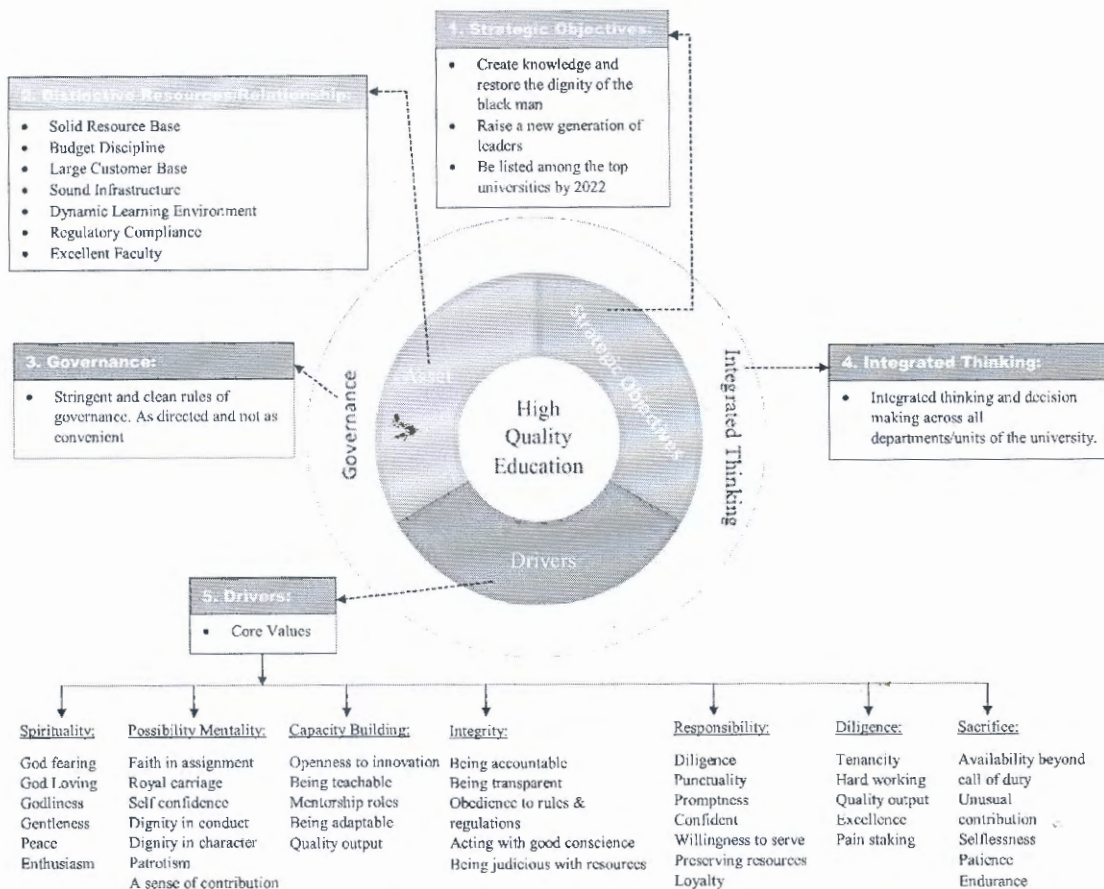 1. Strategic Objectives:
• Create knowledge and
restore the dignity of the
black man
• Raise a new generation of
leaders
• Be listed among the top
universities by 2022
2. Distinctive Resources/Relationship:
• Solid Resource Base
• Budget Discipline
• Large Customer Base
• Sound Infrastructure
• Dynamic Learning Environment
• Regulatory Compliance
• Excellent Faculty
3. Governance:
• Stringent and clean rules of
governance. As directed and not as
convenient
Governance
Asset
Strategic Objectives
High
Quality
Education
Drivers
Integrated Thinking
4. Integrated Thinking:
• Integrated thinking and decision
making across all
departments/units of the university.
5. Drivers:
• Core Values
Spirituality:
God fearing
God Loving
Godliness
Gentleness
Peace
Enthusiasm
Possibility Mentality:
Faith in assignment
Royal carriage
Self confidence
Dignity in conduct
Dignity in character
Patrotism
A sense of contribution
Capacity Building:
Openness to innovation
Being teachable
Mentorship roles
Being adaptable
Quality output
Integrity:
Being accountable
Being transparent
Obedience to rules &
regulations
Acting with good conscience
Being judicious with resources
Responsibility:
Diligence
Punctuality
Promptness
Confident
Willingness to serve
Preserving resources
Loyalty
Diligence:
Tenancity
Hard working
Quality output
Excellence
Pain staking
Sacrifice:
Availability beyond
call of duty
Unusual
contribution
Selflessness
Patience
Endurance